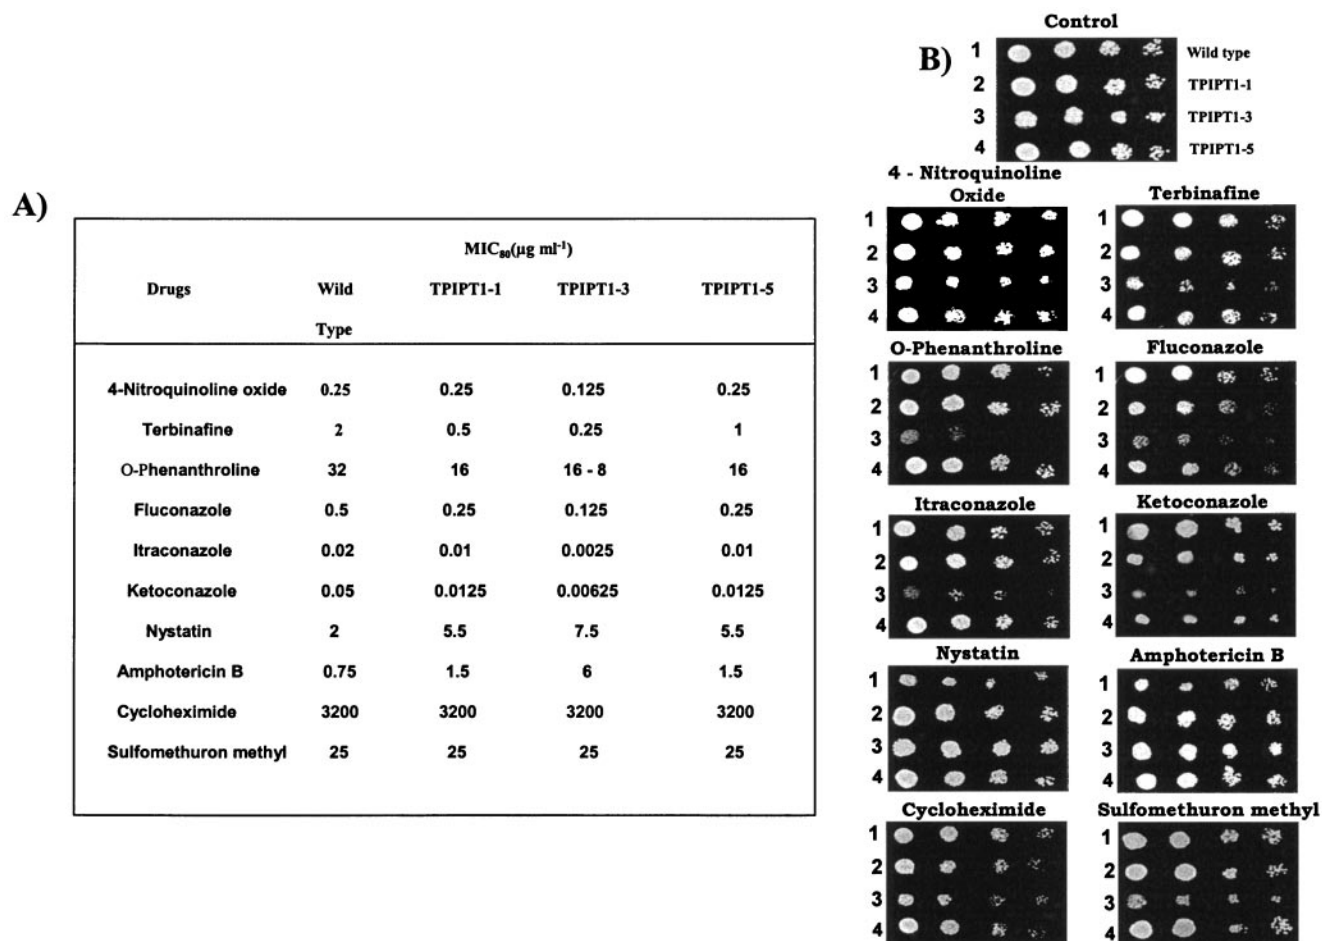 A)
MIC₈₀(µg ml⁻¹)
Drugs Wild TPIPT1-1 TPIPT1-3 TPIPT1-5
Type
4-Nitroquinoline oxide 0.25 0.25 0.125 0.25
Terbinafine 2 0.5 0.25 1
O-Phenanthroline 32 16 16 - 8 16
Fluconazole 0.5 0.25 0.125 0.25
Itraconazole 0.02 0.01 0.0025 0.01
Ketoconazole 0.05 0.0125 0.00625 0.0125
Nystatin 2 5.5 7.5 5.5
Amphotericin B 0.75 1.5 6 1.5
Cycloheximide 3200 3200 3200 3200
Sulfomethuron methyl 25 25 25 25
B)
Control
1 Wild type
2 TPIPT1-1
3 TPIPT1-3
4 TPIPT1-5
4 - Nitroquinoline
Oxide
1
2
3
4
Terbinafine
1
2
3
4
O-Phenanthroline
1
2
3
4
Fluconazole
1
2
3
4
Itraconazole
1
2
3
4
Ketoconazole
1
2
3
4
Nystatin
1
2
3
4
Amphotericin B
1
2
3
4
Cycloheximide
1
2
3
4
Sulfomethuron methyl
1
2
3
4